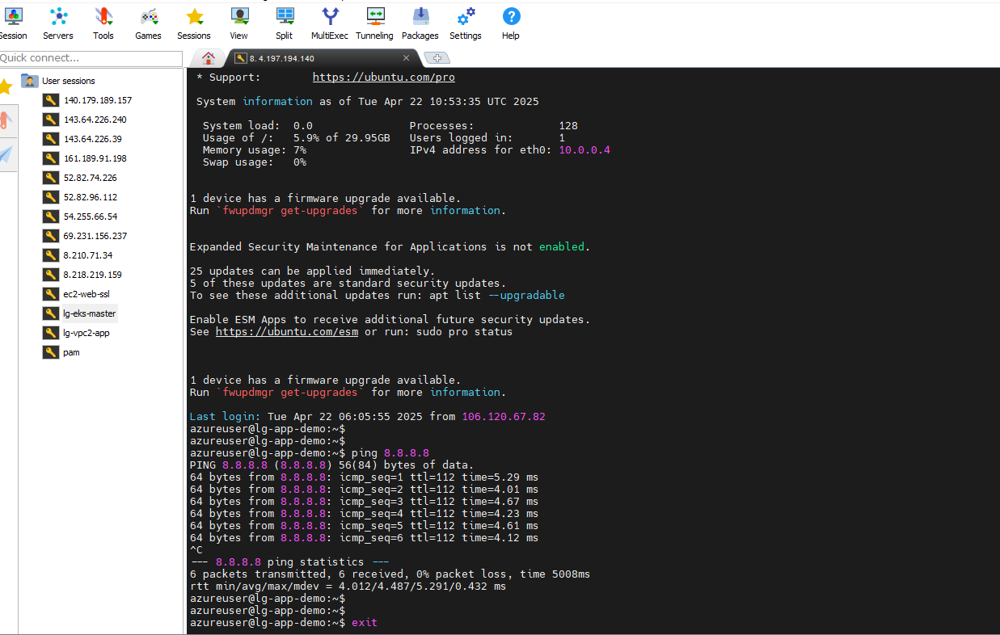 Session Servers Tools Games Sessions View Split MultiExec Tunneling Packages Settings Help
Quick connect...
8. 4.197.194.140
User sessions
140.179.189.157
143.64.226.240
143.64.226.39
161.189.91.198
52.82.74.226
52.82.96.112
54.255.66.54
69.231.156.237
8.210.71.34
8.218.219.159
ec2-web-ssl
lg-eks-master
lg-vpc2-app
pam
* Support: https://ubuntu.com/pro
System information as of Tue Apr 22 10:53:35 UTC 2025
System load: 0.0 Processes: 128
Usage of /: 5.9% of 29.95GB Users logged in: 1
Memory usage: 7% IPv4 address for eth0: 10.0.0.4
Swap usage: 0%
1 device has a firmware upgrade available.
Run `fwupdmgr get-upgrades` for more information.
Expanded Security Maintenance for Applications is not enabled.
25 updates can be applied immediately.
5 of these updates are standard security updates.
To see these additional updates run: apt list --upgradable
Enable ESM Apps to receive additional future security updates.
See https://ubuntu.com/esm or run: sudo pro status
1 device has a firmware upgrade available.
Run `fwupdmgr get-upgrades` for more information.
Last login: Tue Apr 22 06:05:55 2025 from 106.120.67.82
azureuser@lg-app-demo:~$
azureuser@lg-app-demo:~$
azureuser@lg-app-demo:~$ ping 8.8.8.8
PING 8.8.8.8 (8.8.8.8) 56(84) bytes of data.
64 bytes from 8.8.8.8: icmp_seq=1 ttl=112 time=5.29 ms
64 bytes from 8.8.8.8: icmp_seq=2 ttl=112 time=4.01 ms
64 bytes from 8.8.8.8: icmp_seq=3 ttl=112 time=4.67 ms
64 bytes from 8.8.8.8: icmp_seq=4 ttl=112 time=4.23 ms
64 bytes from 8.8.8.8: icmp_seq=5 ttl=112 time=4.61 ms
64 bytes from 8.8.8.8: icmp_seq=6 ttl=112 time=4.12 ms
^C
--- 8.8.8.8 ping statistics ---
6 packets transmitted, 6 received, 0% packet loss, time 5008ms
rtt min/avg/max/mdev = 4.012/4.487/5.291/0.432 ms
azureuser@lg-app-demo:~$
azureuser@lg-app-demo:~$
azureuser@lg-app-demo:~$ exit